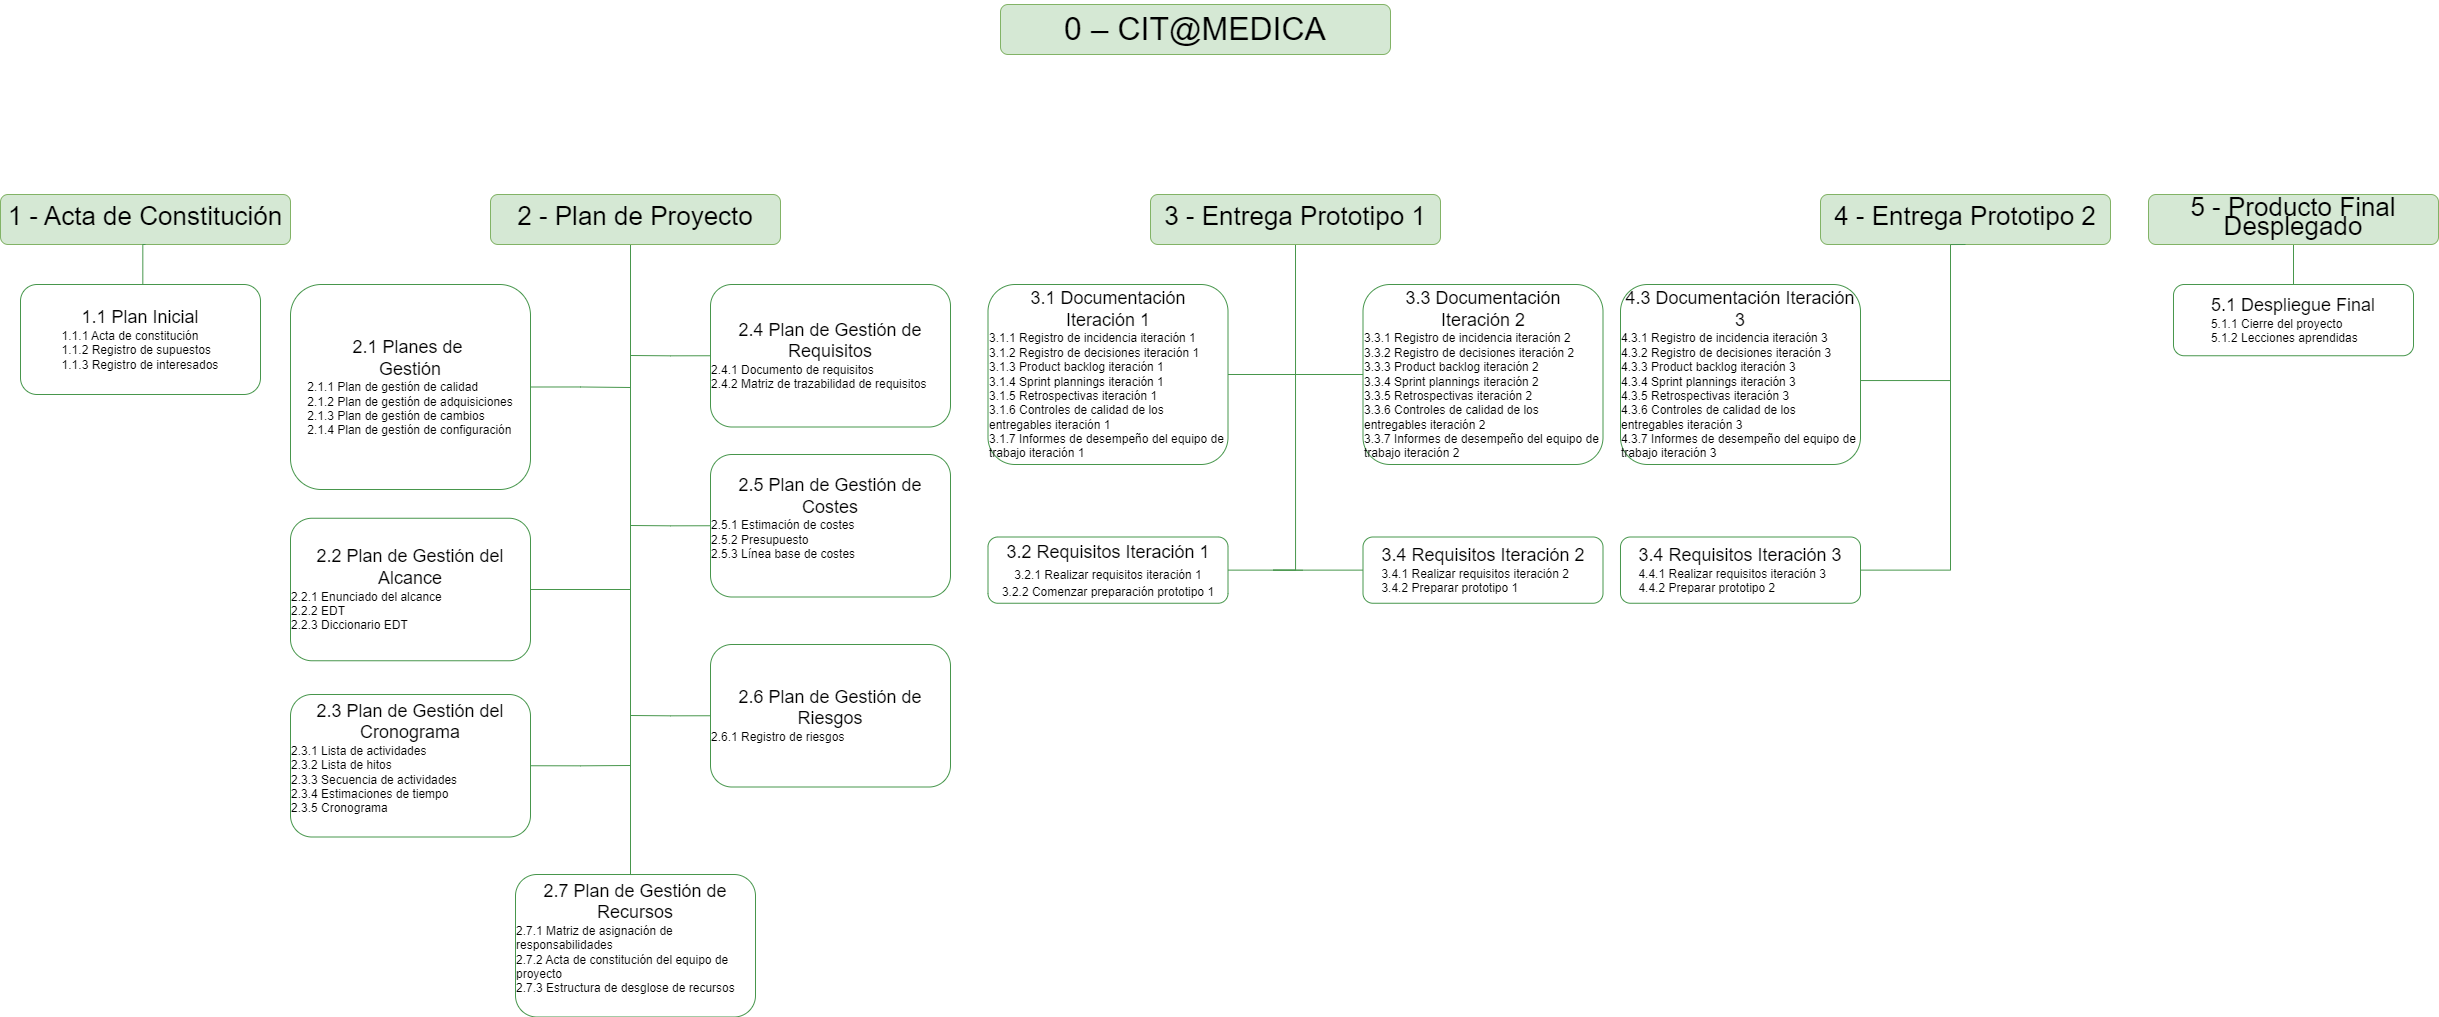 0 – CIT@MEDICA
1 - Acta de Constitución
1.1 Plan Inicial
1.1.1 Acta de constitución
1.1.2 Registro de supuestos
1.1.3 Registro de interesados
2 - Plan de Proyecto
2.1 Planes de
Gestión
2.1.1 Plan de gestión de calidad
2.1.2 Plan de gestión de adquisiciones
2.1.3 Plan de gestión de cambios
2.1.4 Plan de gestión de configuración
2.2 Plan de Gestión del
Alcance
2.2.1 Enunciado del alcance
2.2.2 EDT
2.2.3 Diccionario EDT
2.3 Plan de Gestión del
Cronograma
2.3.1 Lista de actividades
2.3.2 Lista de hitos
2.3.3 Secuencia de actividades
2.3.4 Estimaciones de tiempo
2.3.5 Cronograma
2.4 Plan de Gestión de
Requisitos
2.4.1 Documento de requisitos
2.4.2 Matriz de trazabilidad de requisitos
2.5 Plan de Gestión de
Costes
2.5.1 Estimación de costes
2.5.2 Presupuesto
2.5.3 Línea base de costes
2.6 Plan de Gestión de
Riesgos
2.6.1 Registro de riesgos
2.7 Plan de Gestión de
Recursos
2.7.1 Matriz de asignación de
responsabilidades
2.7.2 Acta de constitución del equipo de
proyecto
2.7.3 Estructura de desglose de recursos
3 - Entrega Prototipo 1
3.1 Documentación
Iteración 1
3.1.1 Registro de incidencia iteración 1
3.1.2 Registro de decisiones iteración 1
3.1.3 Product backlog iteración 1
3.1.4 Sprint plannings iteración 1
3.1.5 Retrospectivas iteración 1
3.1.6 Controles de calidad de los
entregables iteración 1
3.1.7 Informes de desempeño del equipo de
trabajo iteración 1
3.2 Requisitos Iteración 1
3.2.1 Realizar requisitos iteración 1
3.2.2 Comenzar preparación prototipo 1
3.3 Documentación
Iteración 2
3.3.1 Registro de incidencia iteración 2
3.3.2 Registro de decisiones iteración 2
3.3.3 Product backlog iteración 2
3.3.4 Sprint plannings iteración 2
3.3.5 Retrospectivas iteración 2
3.3.6 Controles de calidad de los
entregables iteración 2
3.3.7 Informes de desempeño del equipo de
trabajo iteración 2
3.4 Requisitos Iteración 2
3.4.1 Realizar requisitos iteración 2
3.4.2 Preparar prototipo 1
4 - Entrega Prototipo 2
4.3 Documentación Iteración
3
4.3.1 Registro de incidencia iteración 3
4.3.2 Registro de decisiones iteración 3
4.3.3 Product backlog iteración 3
4.3.4 Sprint plannings iteración 3
4.3.5 Retrospectivas iteración 3
4.3.6 Controles de calidad de los
entregables iteración 3
4.3.7 Informes de desempeño del equipo de
trabajo iteración 3
3.4 Requisitos Iteración 3
4.4.1 Realizar requisitos iteración 3
4.4.2 Preparar prototipo 2
5 - Producto Final
Desplegado
5.1 Despliegue Final
5.1.1 Cierre del proyecto
5.1.2 Lecciones aprendidas